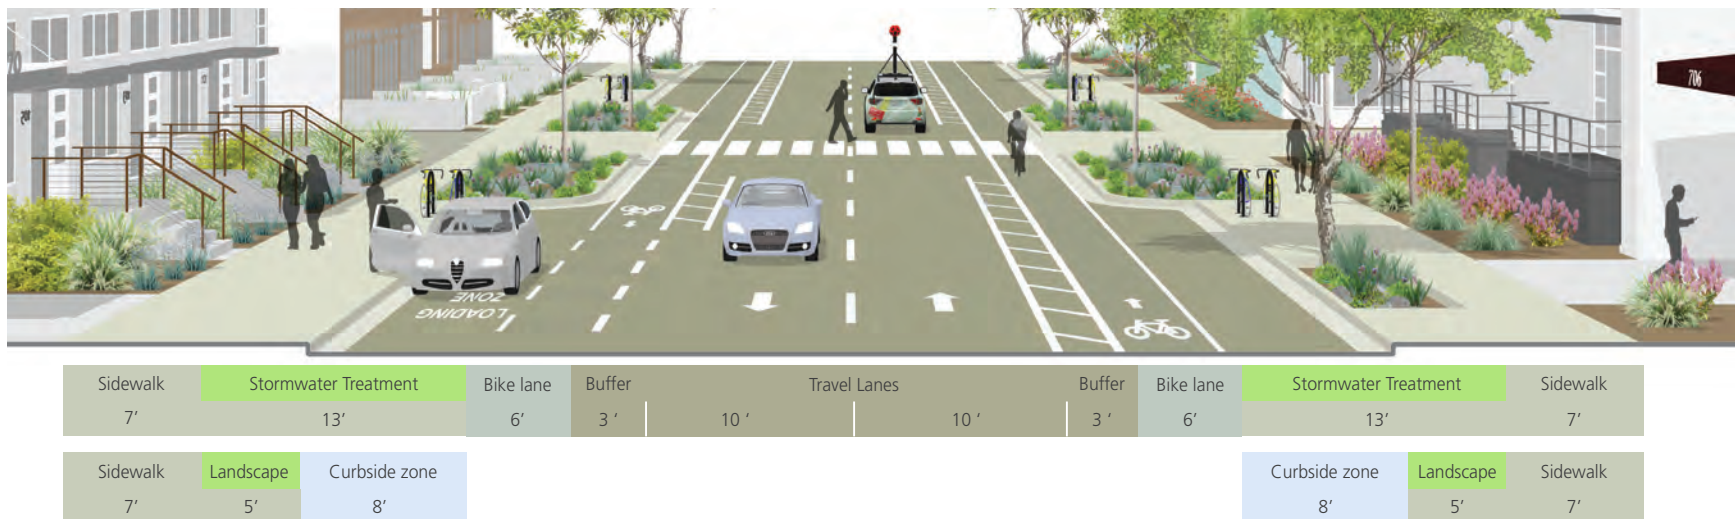 706
ZONE
LOADING
Sidewalk Stormwater Treatment Bike lane Buffer Travel Lanes Buffer Bike lane Stormwater Treatment Sidewalk
7’ 13’ 6’ 3 ‘ 10 ‘ 10 ‘ 3 ‘ 6’ 13’ 7’
Sidewalk Landscape Curbside zone Curbside zone Landscape Sidewalk
7’ 5’ 8’ 8’ 5’ 7’